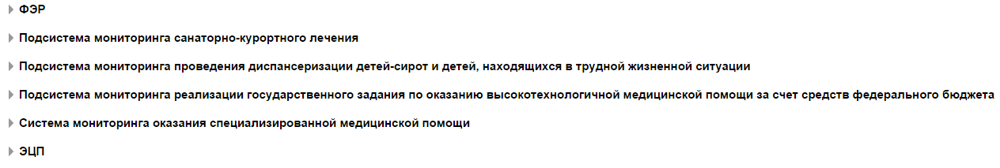 ФЭР
Подсистема мониторинга санаторно-курортного лечения
Подсистема мониторинга проведения диспансеризации детей-сирот и детей, находящихся в трудной жизненной ситуации
Подсистема мониторинга реализации государственного задания по оказанию высокотехнологичной медицинской помощи за счет средств федерального бюджета
Система мониторинга оказания специализированной медицинской помощи
ЭЦП